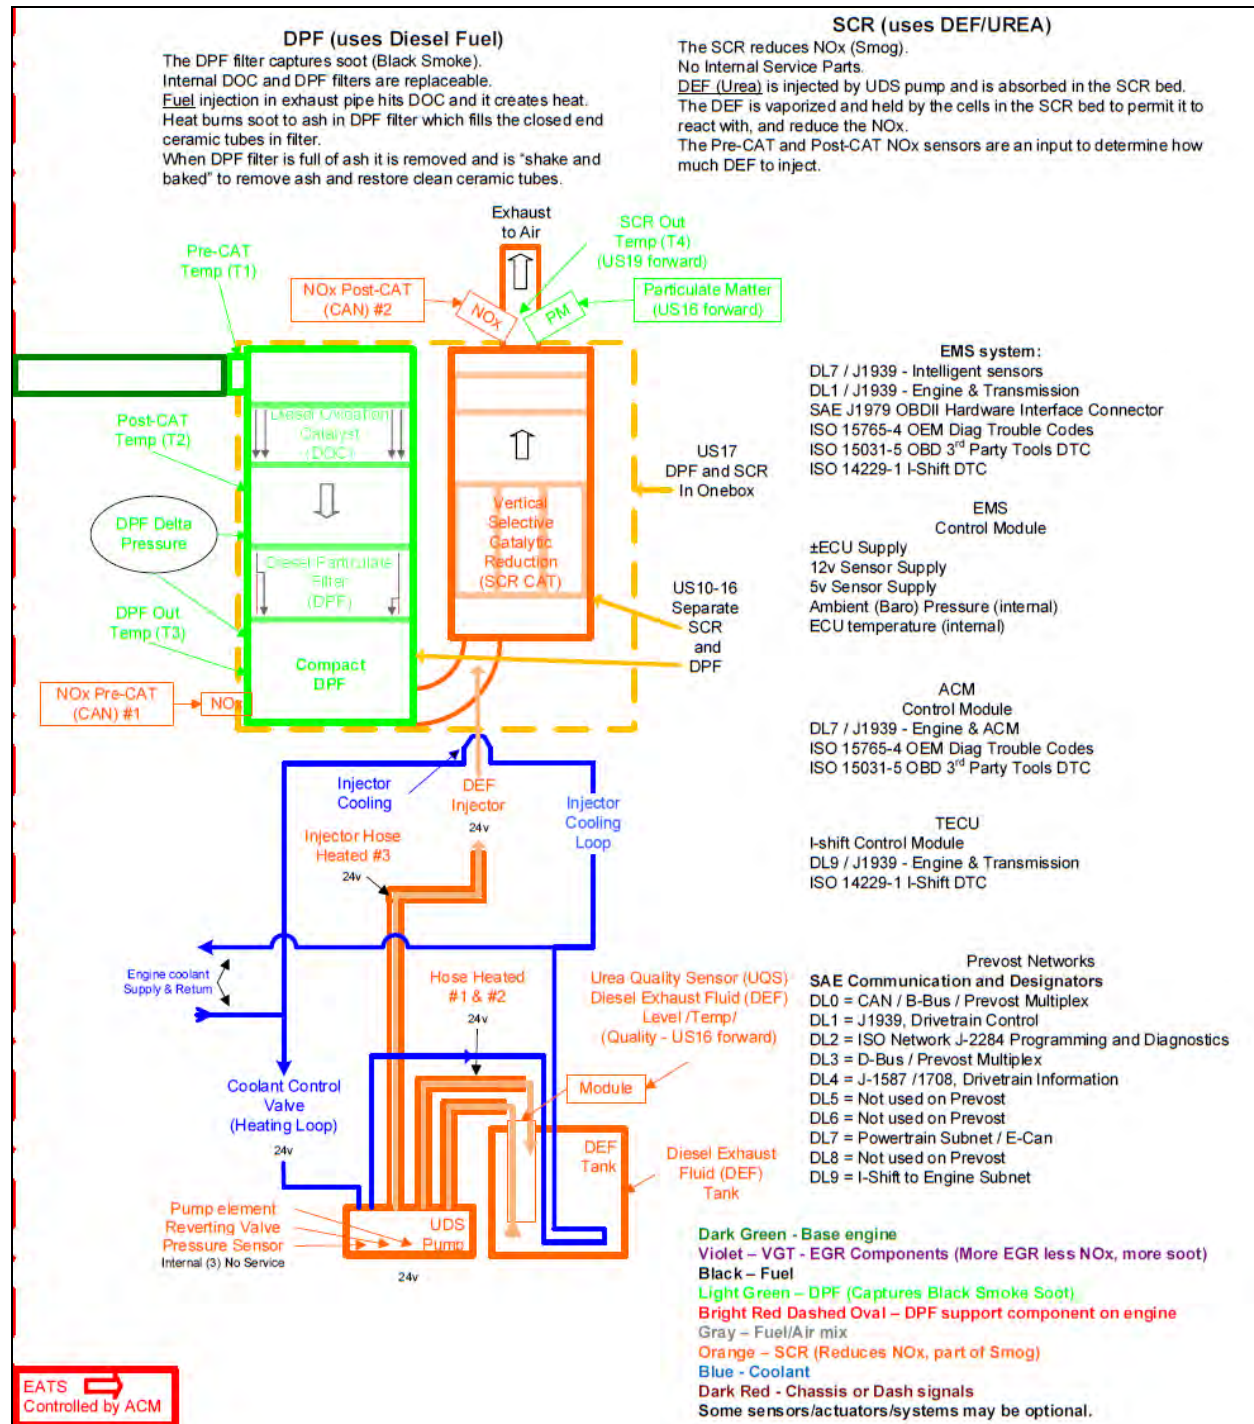 DPF (uses Diesel Fuel)
The DPF filter captures soot (Black Smoke).
Internal DOC and DPF filters are replaceable.
Fuel injection in exhaust pipe hits DOC and it creates heat.
Heat burns soot to ash in DPF filter which fills the closed end
ceramic tubes in filter.
When DPF filter is full of ash it is removed and is "shake and
baked" to remove ash and restore clean ceramic tubes.
SCR (uses DEF/UREA)
The SCR reduces NOx (Smog).
No Internal Service Parts.
DEF (Urea) is injected by UDS pump and is absorbed in the SCR bed.
The DEF is vaporized and held by the cells in the SCR bed to permit it to
react with, and reduce the NOx.
The Pre-CAT and Post-CAT NOx sensors are an input to determine how
much DEF to inject.
Exhaust
to Air
SCR Out
Temp (T4)
(US19 forward)
Pre-CAT
Temp (T1)
NOx Post-CAT
(CAN) #2
NOx
PM
Particulate Matter
(US16 forward)
Diesel Oxidation
Catalyst
(DOC)
Post-CAT
Temp (T2)
US17
DPF and SCR
In Onebox
Vertical
Selective
Catalytic
Reduction
(SCR CAT)
DPF Delta
Pressure
Diesel Particulate
Filter
(DPF)
US10-16
Separate
SCR
and
DPF
DPF Out
Temp (T3)
Compact
DPF
NOx Pre-CAT
(CAN) #1
NOx
Injector
Cooling
DEF
Injector
24v
Injector
Cooling
Loop
Injector Hose
Heated #3
24v
Engine coolant
Supply & Return
Hose Heated
#1 & #2
24v
Urea Quality Sensor (UQS)
Diesel Exhaust Fluid (DEF)
Level /Temp/
(Quality - US16 forward)
Coolant Control
Valve
(Heating Loop)
24v
Module
DEF
Tank
Diesel Exhaust
Fluid (DEF)
Tank
Pump element
Reverting Valve
Pressure Sensor
Internal (3) No Service
UDS
Pump
24v
EMS system:
DL7 / J1939 - Intelligent sensors
DL1 / J1939 - Engine & Transmission
SAE J1979 OBDII Hardware Interface Connector
ISO 15765-4 OEM Diag Trouble Codes
ISO 15031-5 OBD 3rd Party Tools DTC
ISO 14229-1 I-Shift DTC
EMS
Control Module
±ECU Supply
12v Sensor Supply
5v Sensor Supply
Ambient (Baro) Pressure (internal)
ECU temperature (internal)
ACM
Control Module
DL7 / J1939 - Engine & ACM
ISO 15765-4 OEM Diag Trouble Codes
ISO 15031-5 OBD 3rd Party Tools DTC
TECU
I-shift Control Module
DL9 / J1939 - Engine & Transmission
ISO 14229-1 I-Shift DTC
Prevost Networks
SAE Communication and Designators
DL0 = CAN / B-Bus / Prevost Multiplex
DL1 = J1939, Drivetrain Control
DL2 = ISO Network J-2284 Programming and Diagnostics
DL3 = D-Bus / Prevost Multiplex
DL4 = J-1587 /1708, Drivetrain Information
DL5 = Not used on Prevost
DL6 = Not used on Prevost
DL7 = Powertrain Subnet / E-Can
DL8 = Not used on Prevost
DL9 = I-Shift to Engine Subnet
Dark Green - Base engine
Violet – VGT - EGR Components (More EGR less NOx, more soot)
Black – Fuel
Light Green – DPF (Captures Black Smoke Soot)
Bright Red Dashed Oval – DPF support component on engine
Gray – Fuel/Air mix
Orange – SCR (Reduces NOx, part of Smog)
Blue - Coolant
Dark Red - Chassis or Dash signals
Some sensors/actuators/systems may be optional.
EATS
Controlled by ACM